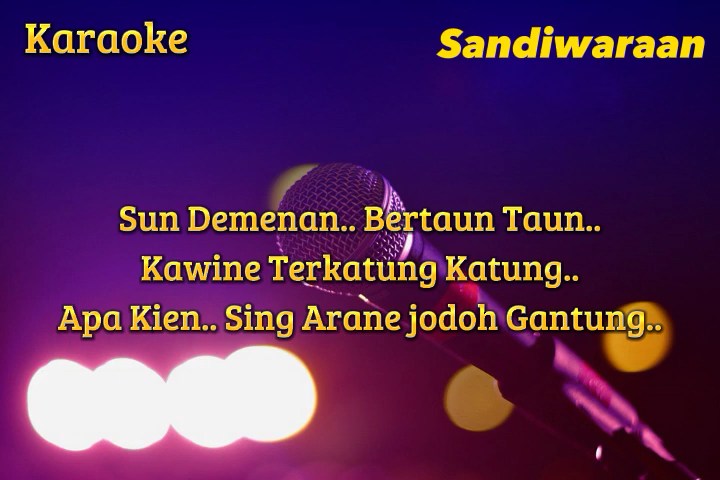 Karaoke
Sandiwaraan
Sun Demenan.. Bertaun Taun..
Kawine Terkatung Katung..
Apa Kien.. Sing Arane jodoh Gantung..